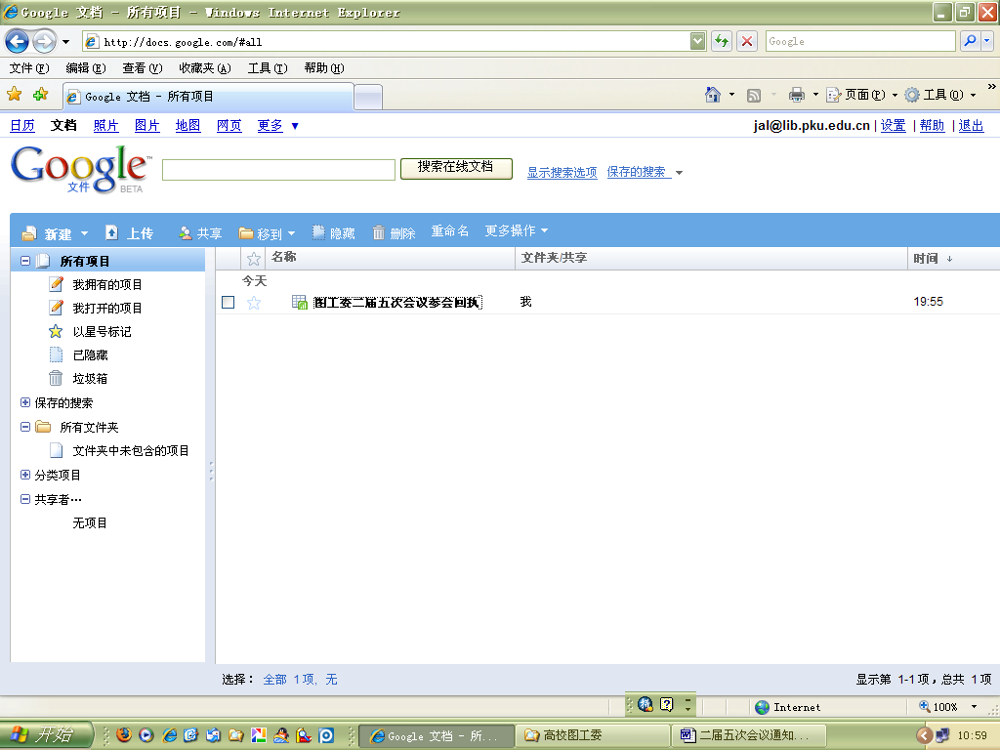 Google 文档 - 所有项目 - Windows Internet Explorer
http://docs.google.com/#all Google
文件(F) 编辑(E) 查看(V) 收藏夹(A) 工具(T) 帮助(H)
Google 文档 - 所有项目 页面(P) 工具(O) »
日历 文档 照片 图片 地图 网页 更多 ▼ jal@lib.pku.edu.cn | 设置 | 帮助 | 退出
Google™ 文件 BETA 搜索在线文档 显示搜索选项 保存的搜索
新建 上传 共享 移到 隐藏 删除 重命名 更多操作
所有项目 名称 文件夹/共享 时间 ↓
今天
我拥有的项目
图工委二届五次会议参会回执 我 19:55
我打开的项目
以星号标记
已隐藏
垃圾箱
保存的搜索
所有文件夹
文件夹中未包含的项目
分类项目
共享者…
无项目
选择： 全部 1 项, 无 显示第 1-1 项，总共 1 项
Internet 100%
开始 Google 文档 - 所... 高校图工委 二届五次会议通知... 10:59